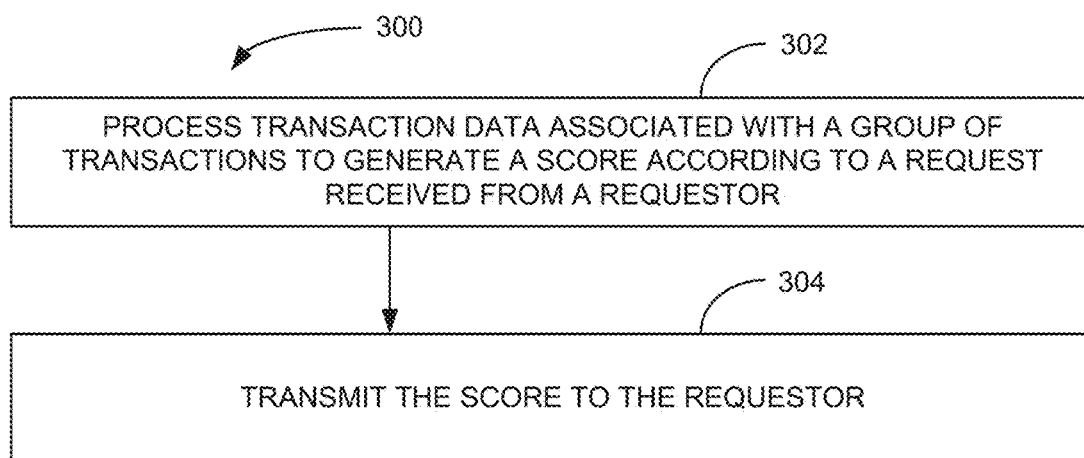 300
302
PROCESS TRANSACTION DATA ASSOCIATED WITH A GROUP OF
TRANSACTIONS TO GENERATE A SCORE ACCORDING TO A REQUEST
RECEIVED FROM A REQUESTOR
304
TRANSMIT THE SCORE TO THE REQUESTOR